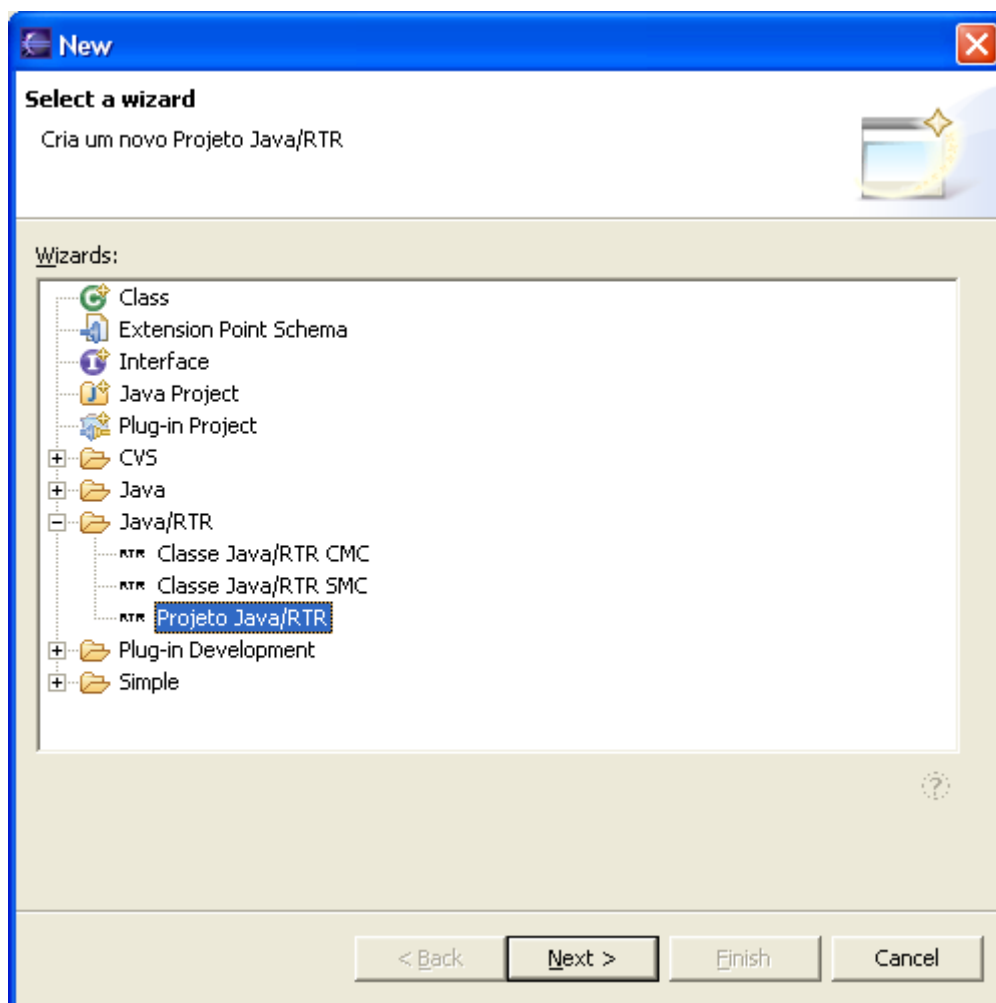 New
Select a wizard
Cria um novo Projeto Java/RTR
Wizards:
Class
Extension Point Schema
Interface
Java Project
Plug-in Project
CVS
Java
Java/RTR
RTR Classe Java/RTR CMC
RTR Classe Java/RTR SMC
RTR Projeto Java/RTR
Plug-in Development
Simple
?
< Back Next > Finish Cancel